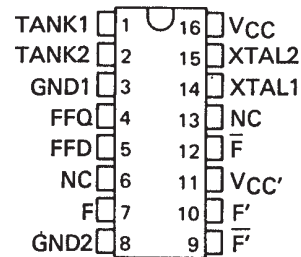 TANK1 1 16 VCC
TANK2 2 15 XTAL2
GND1 3 14 XTAL1
FFQ 4 13 NC
FFD 5 12 F̅
NC 6 11 VCC'
F 7 10 F'
GND2 8 9 F̅'